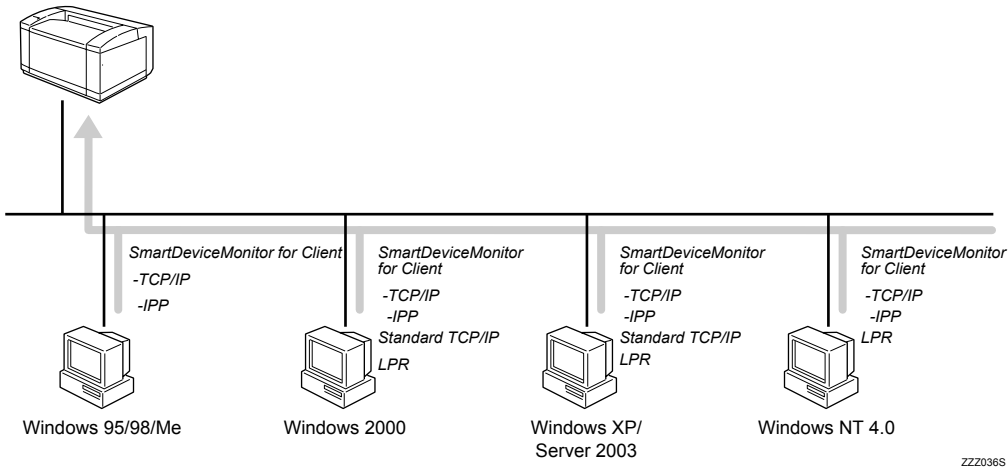 SmartDeviceMonitor for Client
-TCP/IP
-IPP
Windows 95/98/Me
SmartDeviceMonitor
for Client
-TCP/IP
-IPP
Standard TCP/IP
LPR
Windows 2000
SmartDeviceMonitor
for Client
-TCP/IP
-IPP
Standard TCP/IP
LPR
Windows XP/
Server 2003
SmartDeviceMonitor
for Client
-TCP/IP
-IPP
LPR
Windows NT 4.0
ZZZ036S